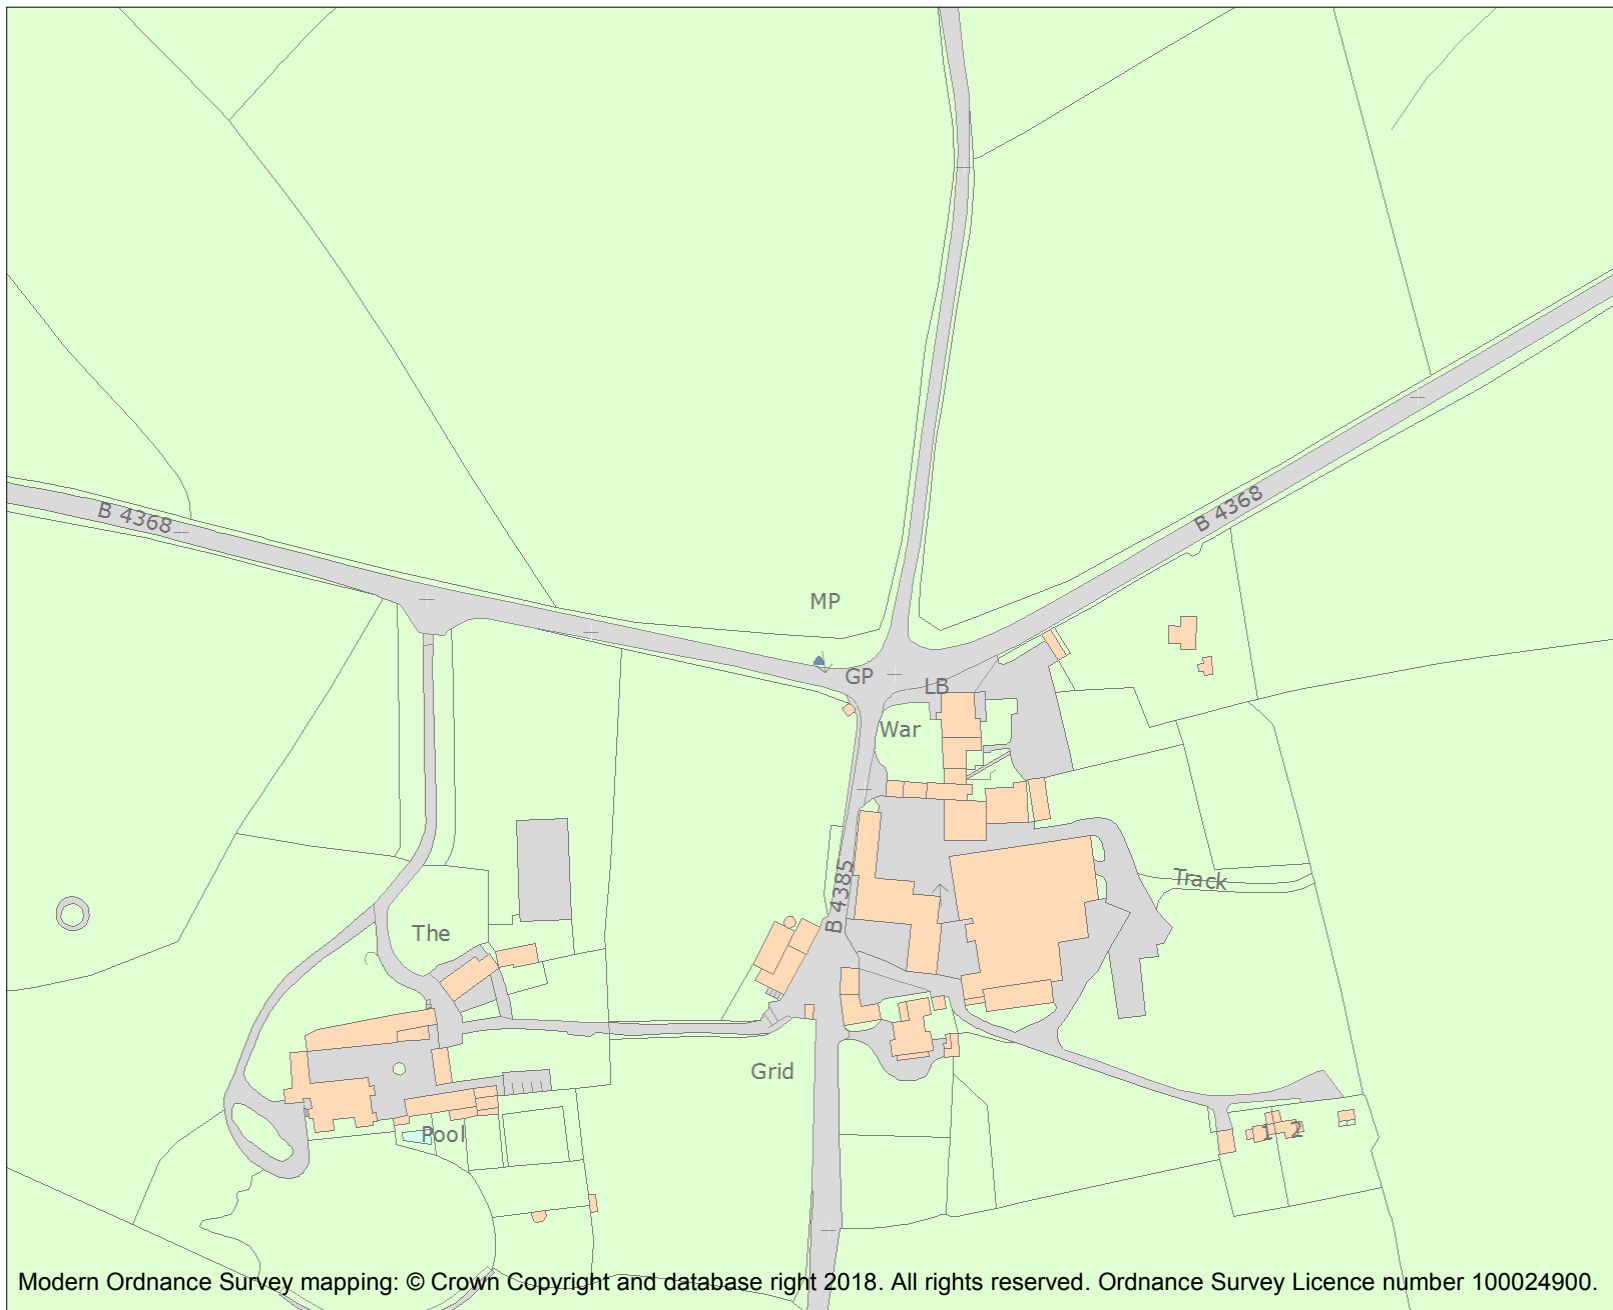 B 4368
B 4368
MP
GP
LB
War
B 4385
Track
The
Grid
Pool
1 2
Modern Ordnance Survey mapping: © Crown Copyright and database right 2018. All rights reserved. Ordnance Survey Licence number 100024900.